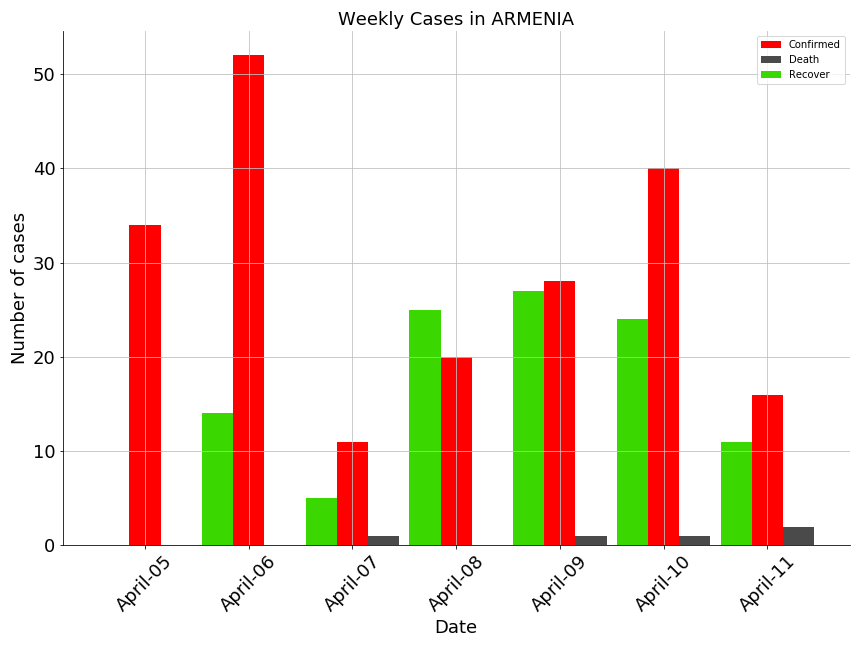 Weekly Cases in ARMENIA
Confirmed
Death
Recover
Number of cases
50
40
30
20
10
0
April-05
April-06
April-07
April-08
April-09
April-10
April-11
Date